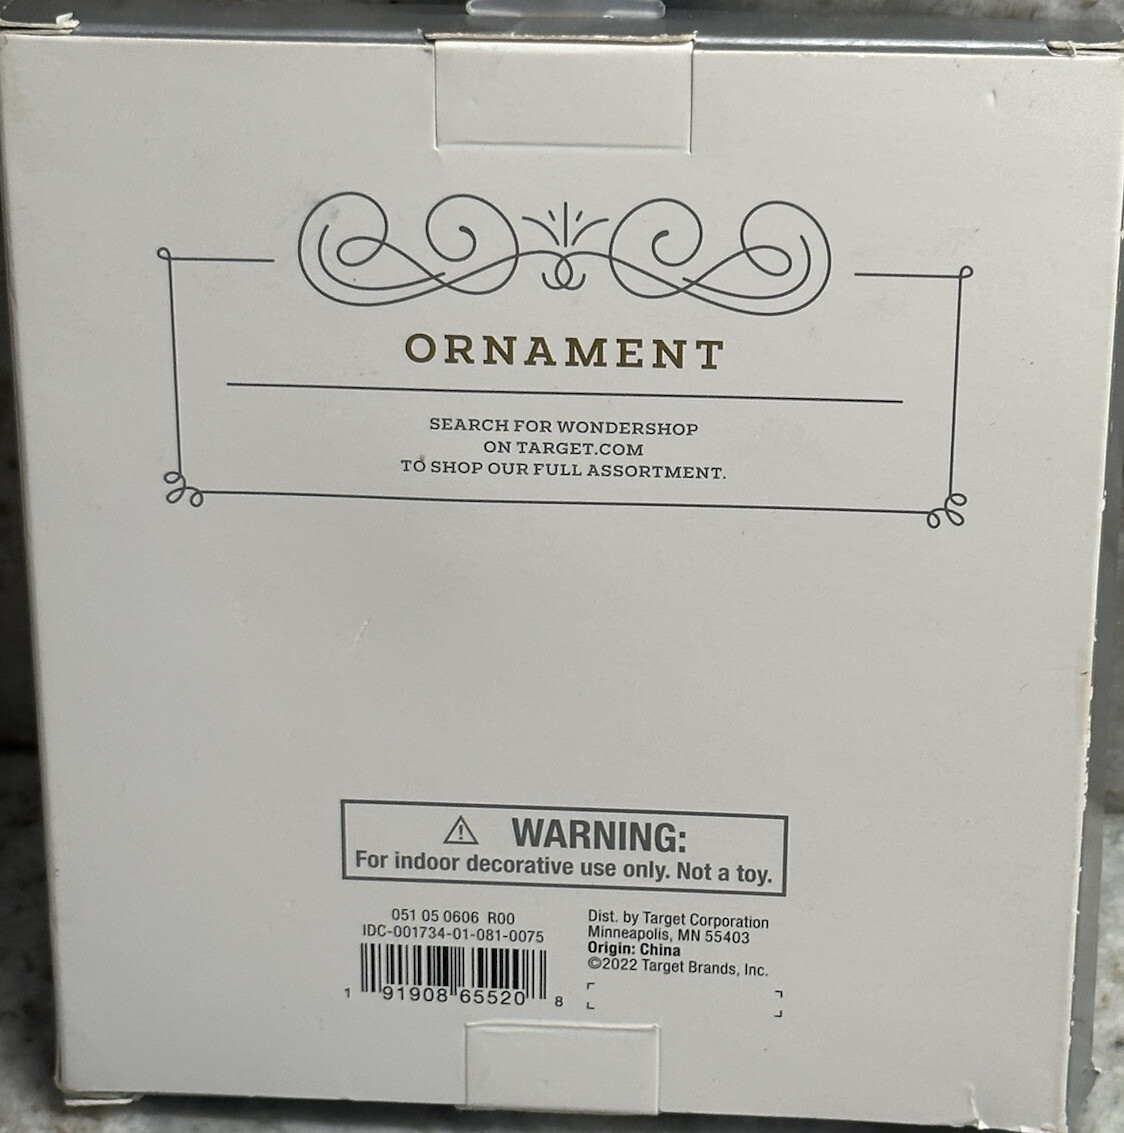 ORNAMENT
SEARCH FOR WONDERSHOP
ON TARGET.COM
TO SHOP OUR FULL ASSORTMENT.
WARNING:
For indoor decorative use only. Not a toy.
051 05 0606 R00
IDC-001734-01-081-0075
1 91908 65520 8
Dist. by Target Corporation
Minneapolis, MN 55403
Origin: China
©2022 Target Brands, Inc.